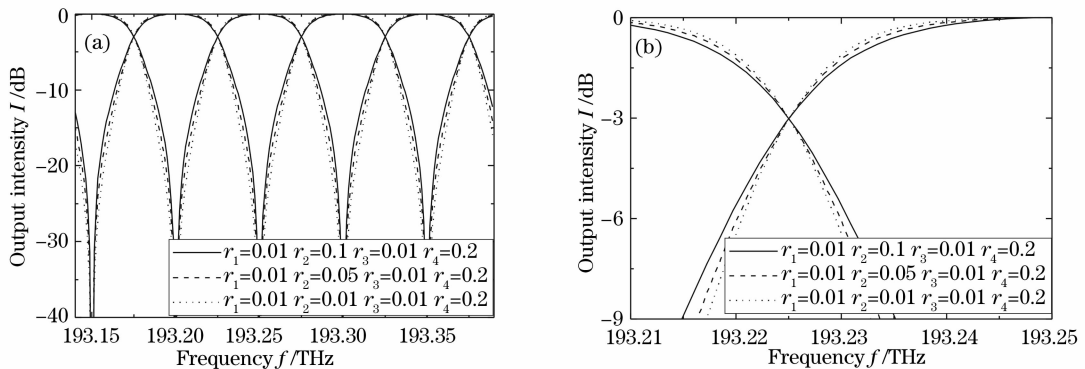 (a)
Output intensity I /dB
0
−10
−20
−30
−40
r₁=0.01 r₂=0.1 r₃=0.01 r₄=0.2
r₁=0.01 r₂=0.05 r₃=0.01 r₄=0.2
r₁=0.01 r₂=0.01 r₃=0.01 r₄=0.2
193.15 193.20 193.25 193.30 193.35
Frequency f /THz
(b)
Output intensity I /dB
0
−3
−6
−9
r₁=0.01 r₂=0.1 r₃=0.01 r₄=0.2
r₁=0.01 r₂=0.05 r₃=0.01 r₄=0.2
r₁=0.01 r₂=0.01 r₃=0.01 r₄=0.2
193.21 193.22 193.23 193.24 193.25
Frequency f /THz